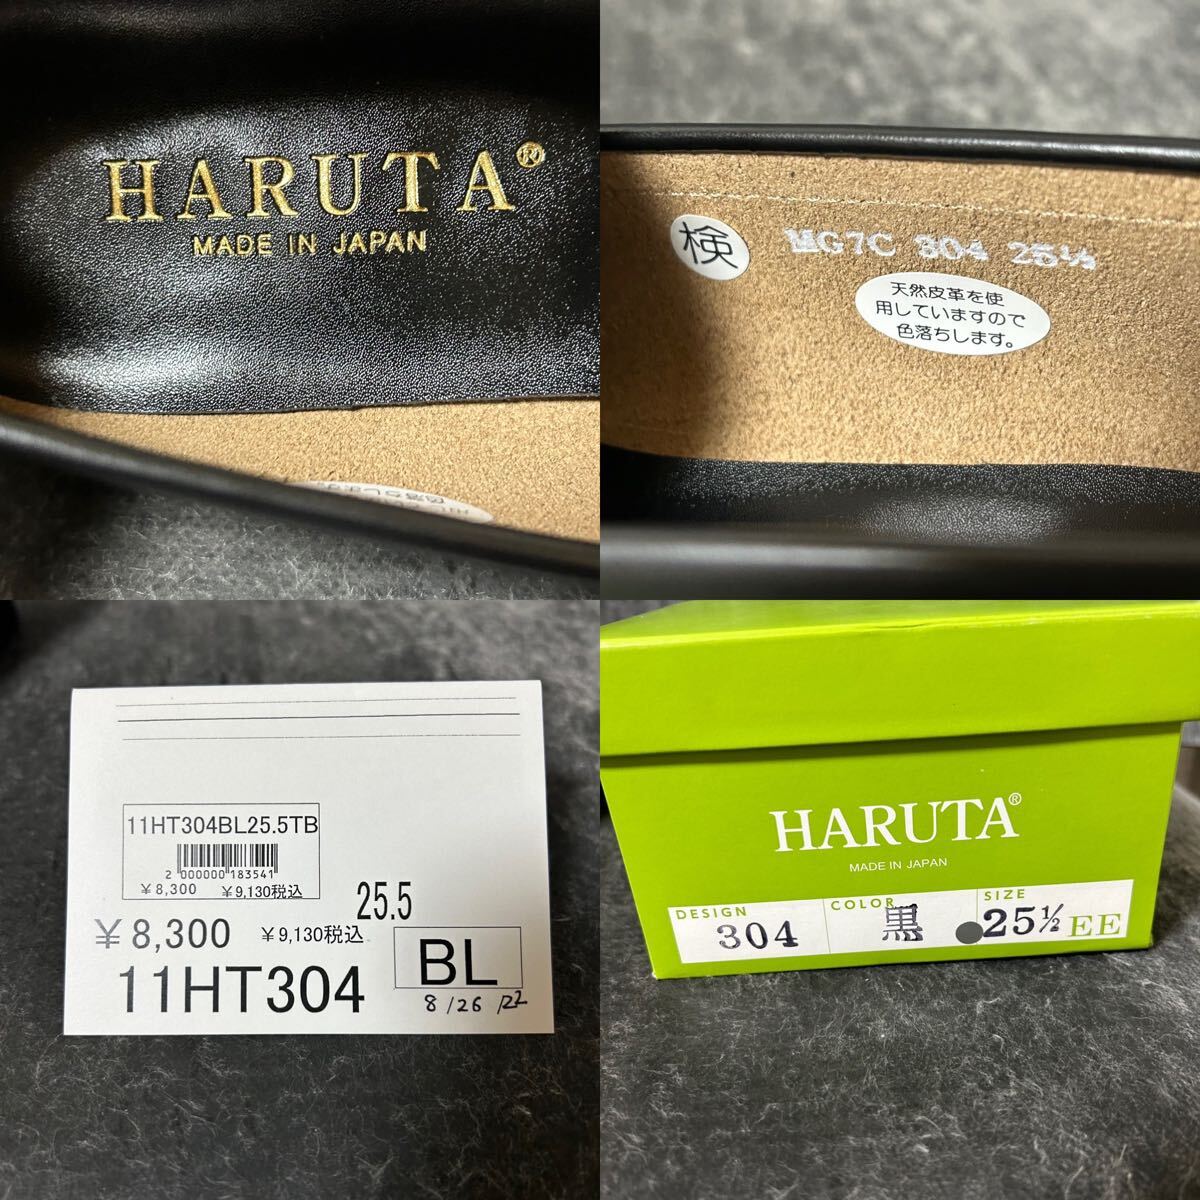 HARUTA®
MADE IN JAPAN
検
MG7C 304 25½
天然皮革を使
用していますので
色落ちします。
11HT304BL25.5TB
2 000000 183541
￥8,300 ￥9,130税込
25.5
￥8,300 ￥9,130税込
11HT304
BL
8/26/22
HARUTA®
MADE IN JAPAN
DESIGN COLOR SIZE
304 黒 25½ EE